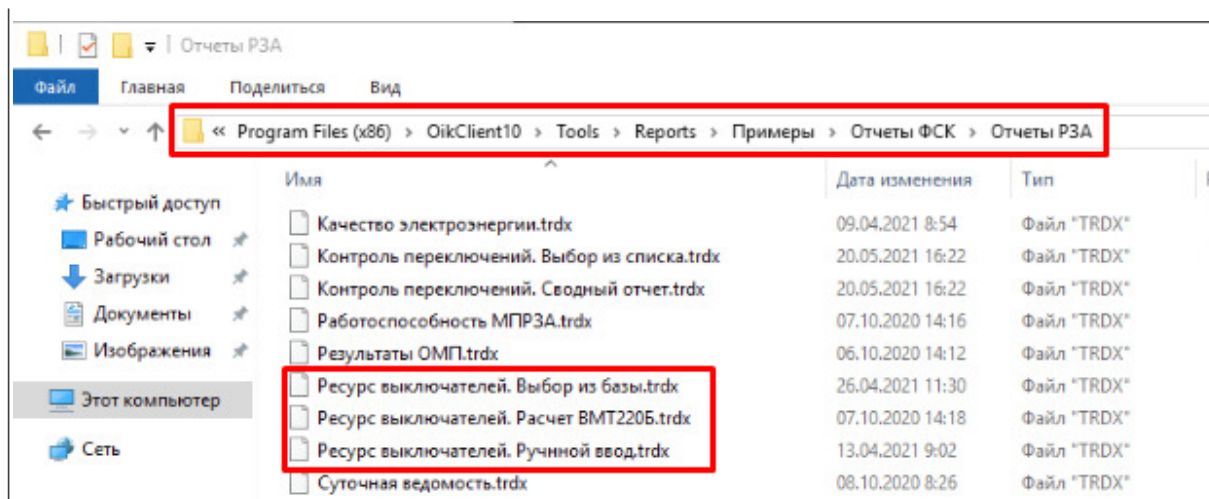 Отчеты РЗА
Файл Главная Поделиться Вид
« Program Files (x86) › OikClient10 › Tools › Reports › Примеры › Отчеты ФСК › Отчеты РЗА
Имя Дата изменения Тип
Быстрый доступ
Рабочий стол
Загрузки
Документы
Изображения
Этот компьютер
Сеть
Качество электроэнергии.trdx 09.04.2021 8:54 Файл "TRDX"
Контроль переключений. Выбор из списка.trdx 20.05.2021 16:22 Файл "TRDX"
Контроль переключений. Сводный отчет.trdx 20.05.2021 16:22 Файл "TRDX"
Работоспособность МПРЗА.trdx 07.10.2020 14:16 Файл "TRDX"
Результаты ОМП.trdx 06.10.2020 14:12 Файл "TRDX"
Ресурс выключателей. Выбор из базы.trdx 26.04.2021 11:30 Файл "TRDX"
Ресурс выключателей. Расчет ВМТ220Б.trdx 07.10.2020 14:18 Файл "TRDX"
Ресурс выключателей. Ручнной ввод.trdx 13.04.2021 9:02 Файл "TRDX"
Суточная ведомость.trdx 08.10.2020 8:26 Файл "TRDX"